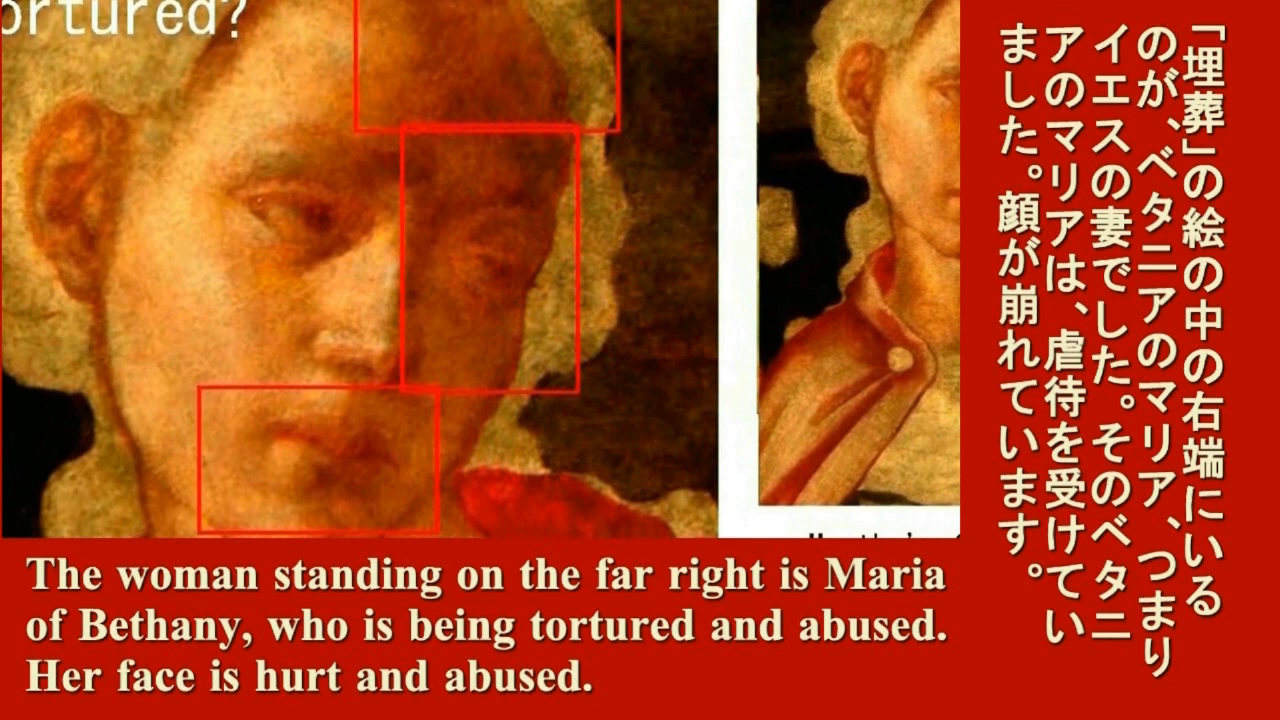 ortured?
「埋葬」の絵の中の右端にいる
のが、ベタニアのマリア、つまり
イエスの妻でした。そのベタニ
アのマリアは、虐待を受けてい
ました。顔が崩れています。
The woman standing on the far right is Maria
of Bethany, who is being tortured and abused.
Her face is hurt and abused.